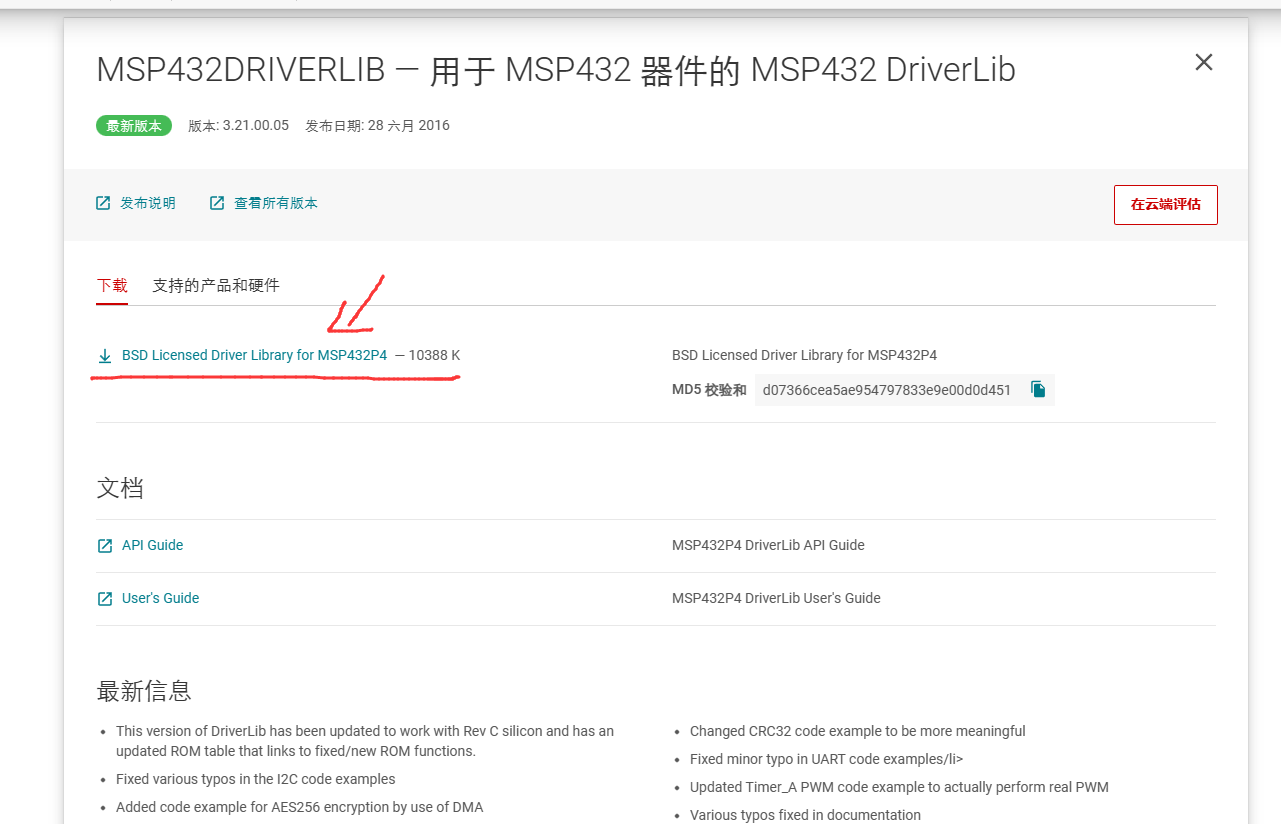 MSP432DRIVERLIB — 用于 MSP432 器件的 MSP432 DriverLib
最新版本 版本: 3.21.00.05 发布日期: 28 六月 2016
发布说明 查看所有版本 在云端评估
下载 支持的产品和硬件
BSD Licensed Driver Library for MSP432P4 — 10388 K
BSD Licensed Driver Library for MSP432P4
MD5 校验和 d07366cea5ae954797833e9e00d0d451
文档
API Guide MSP432P4 DriverLib API Guide
User's Guide MSP432P4 DriverLib User's Guide
最新信息
• This version of DriverLib has been updated to work with Rev C silicon and has an
updated ROM table that links to fixed/new ROM functions.
• Fixed various typos in the I2C code examples
• Added code example for AES256 encryption by use of DMA
• Changed CRC32 code example to be more meaningful
• Fixed minor typo in UART code examples/li>
• Updated Timer_A PWM code example to actually perform real PWM
• Various typos fixed in documentation